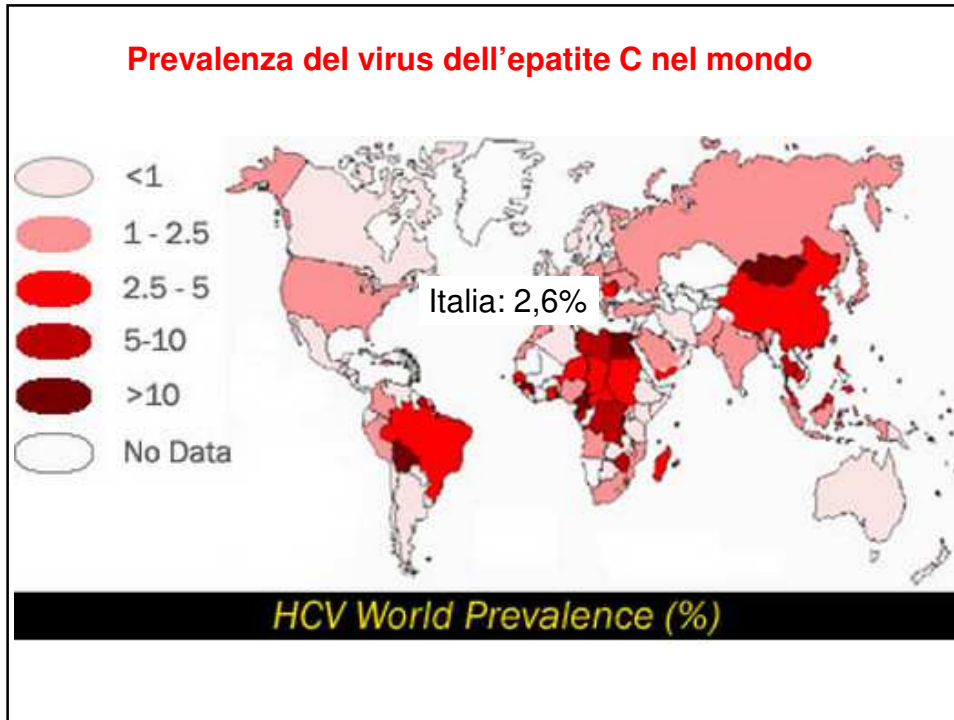 Prevalenza del virus dell’epatite C nel mondo
<1
1 - 2.5
2.5 - 5
5-10
>10
No Data
Italia: 2,6%
HCV World Prevalence (%)